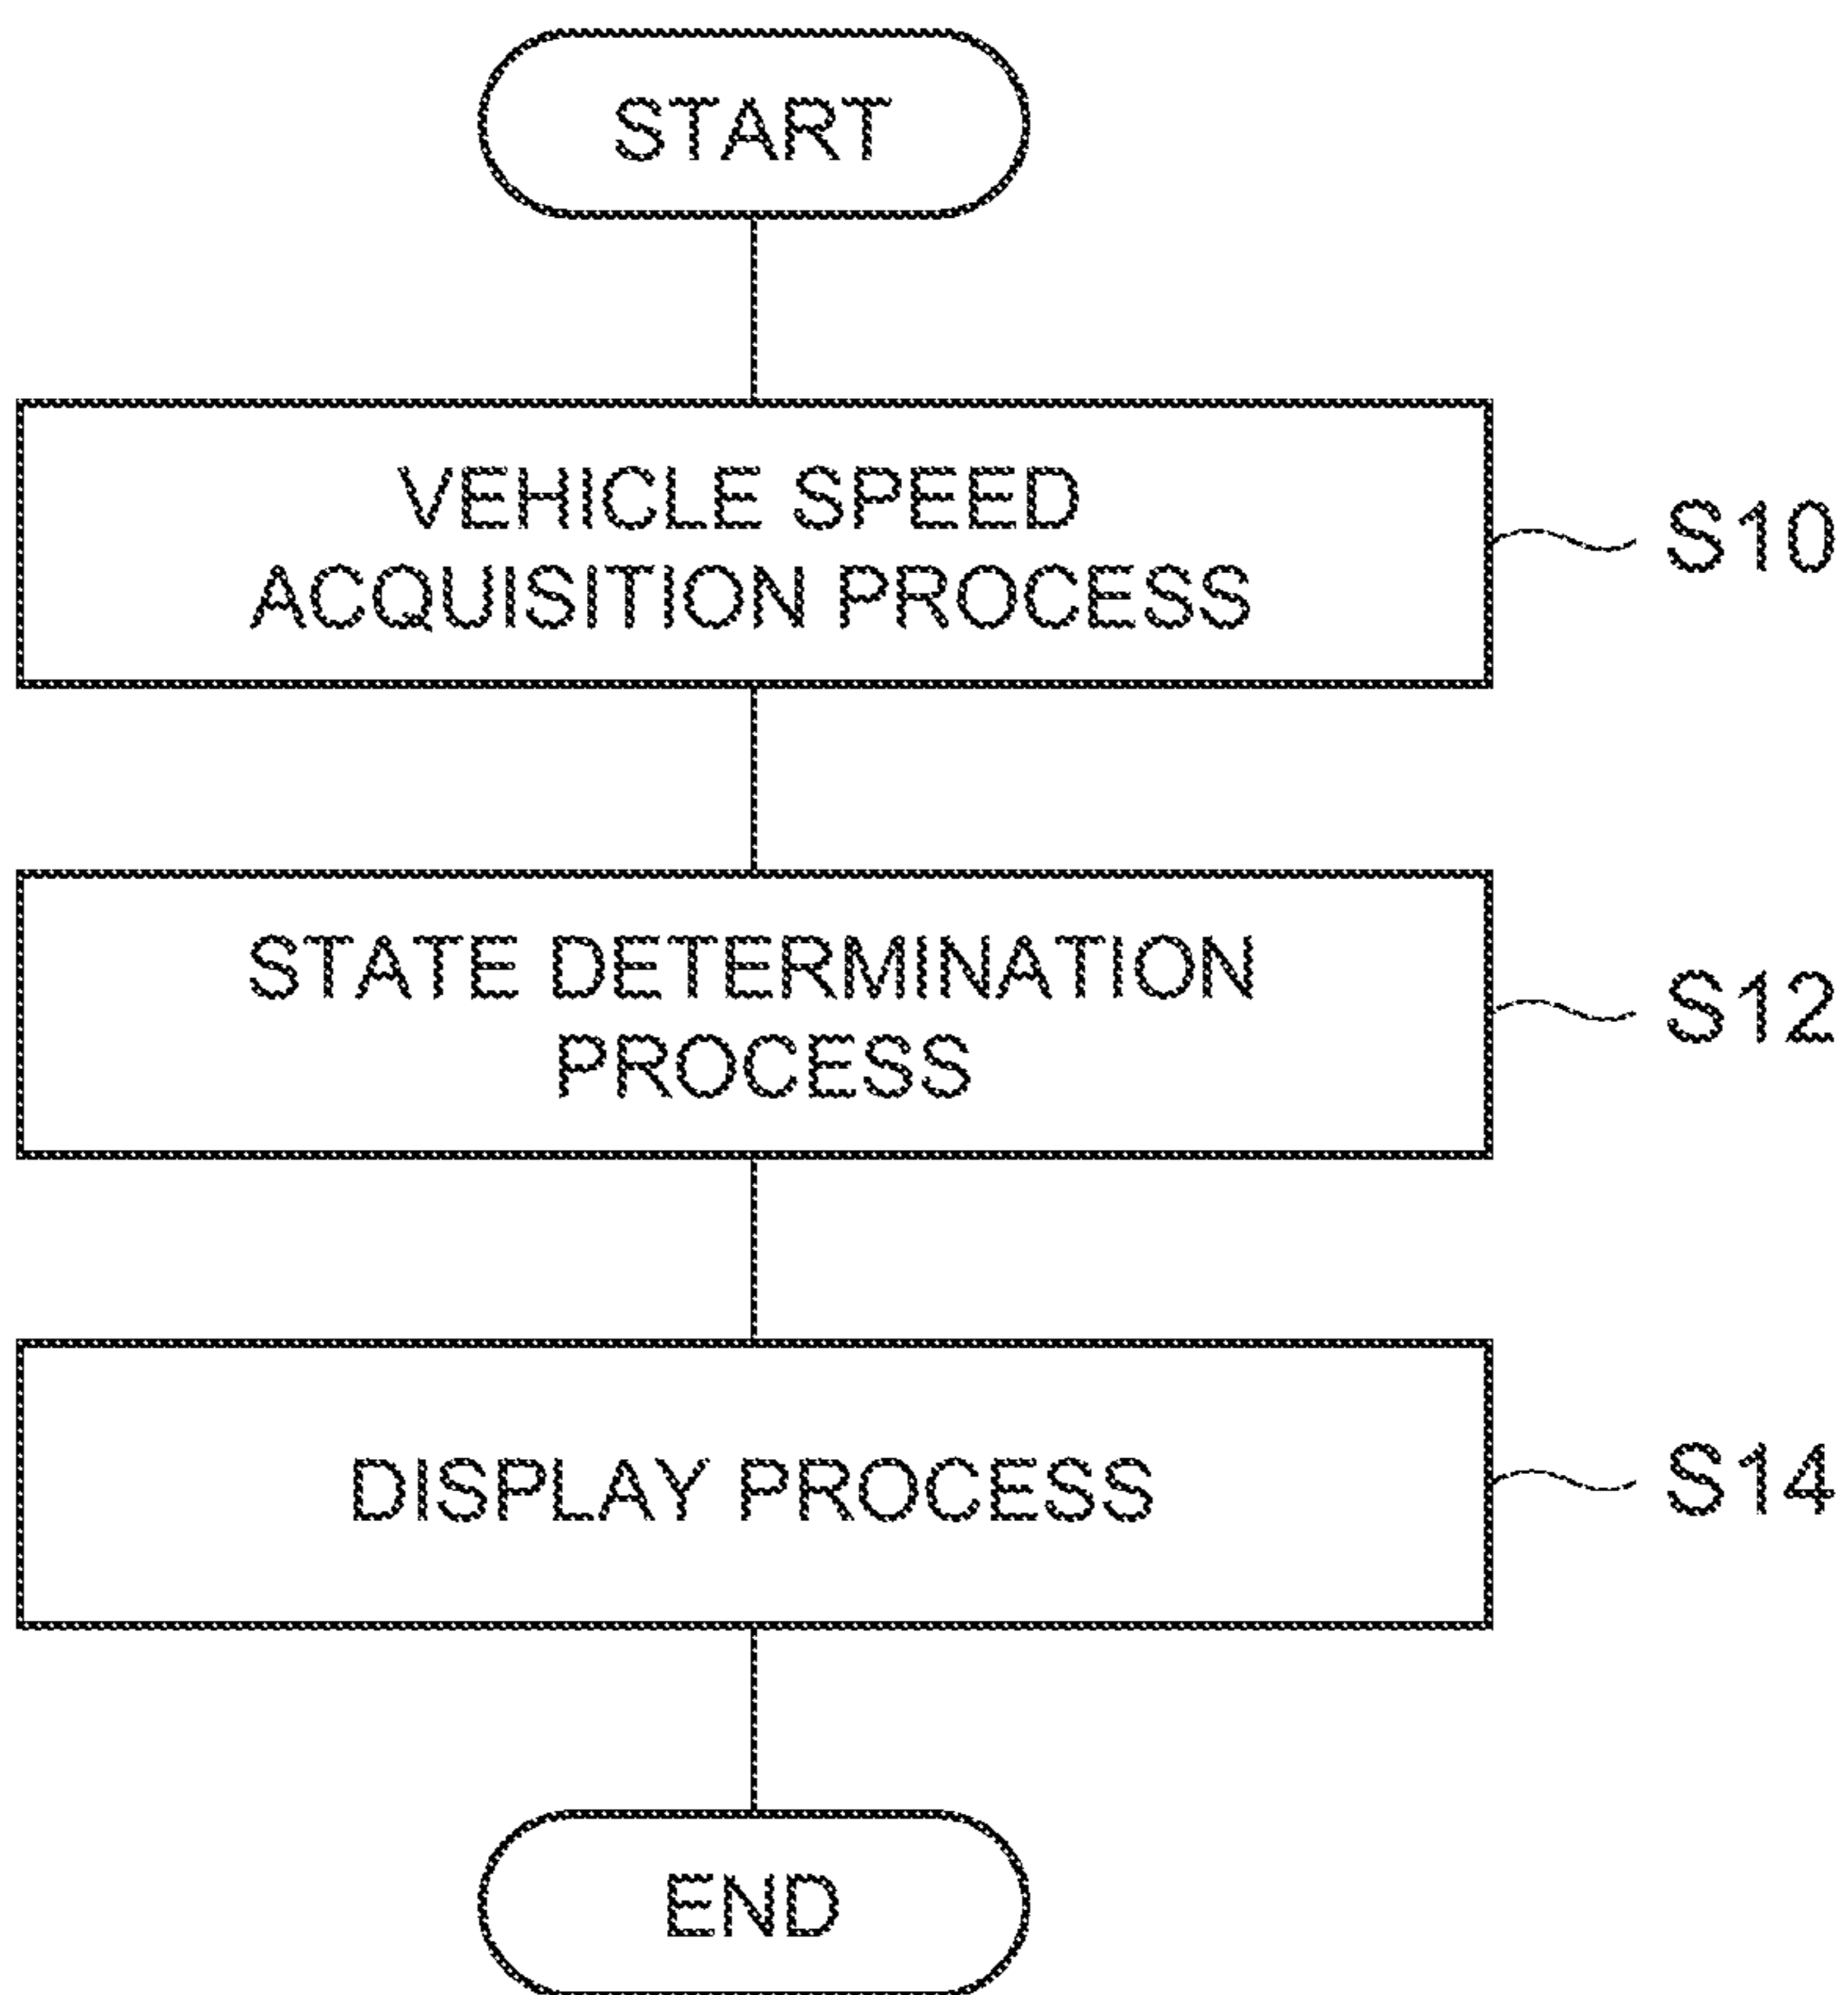 START
VEHICLE SPEED
ACQUISITION PROCESS
S10
STATE DETERMINATION
PROCESS
S12
DISPLAY PROCESS
S14
END